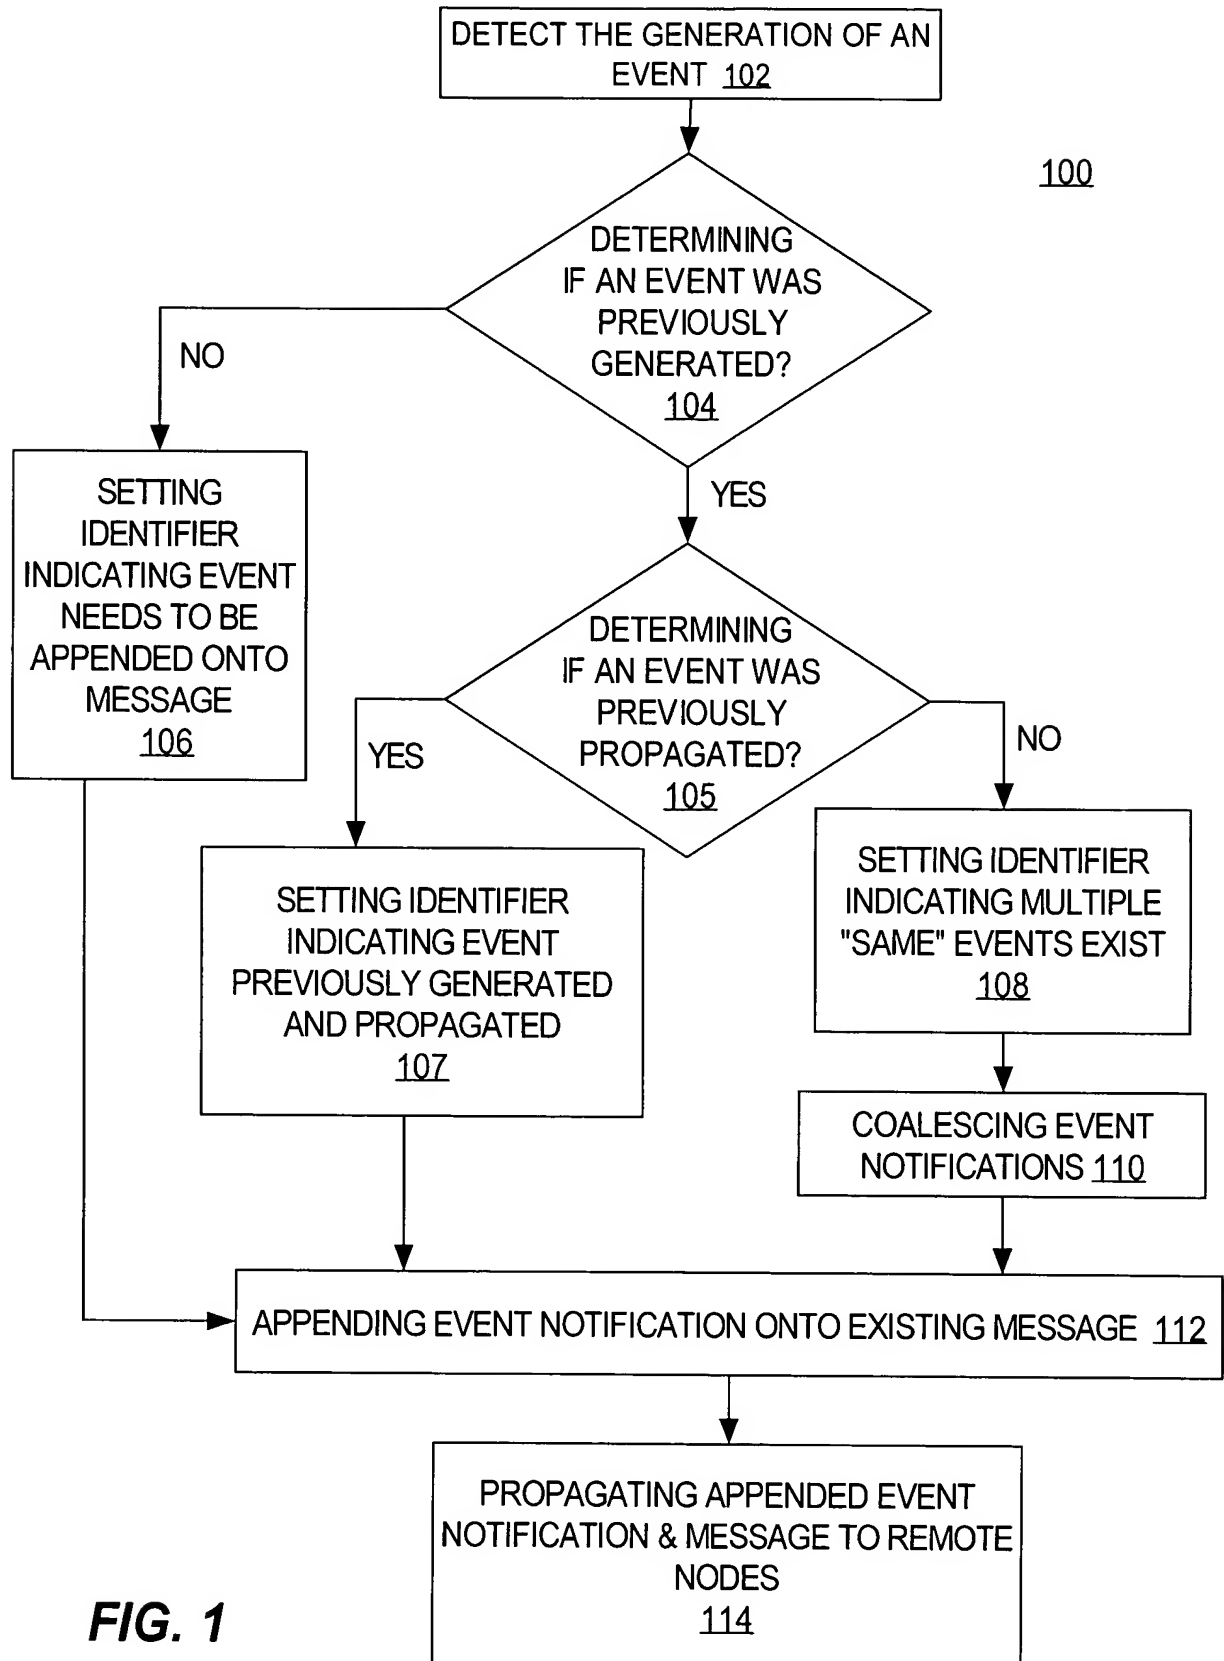 DETECT THE GENERATION OF AN
EVENT 102
100
DETERMINING
IF AN EVENT WAS
PREVIOUSLY
GENERATED?
104
NO
YES
SETTING
IDENTIFIER
INDICATING EVENT
NEEDS TO BE
APPENDED ONTO
MESSAGE
106
DETERMINING
IF AN EVENT WAS
PREVIOUSLY
PROPAGATED?
105
YES
NO
SETTING IDENTIFIER
INDICATING EVENT
PREVIOUSLY GENERATED
AND PROPAGATED
107
SETTING IDENTIFIER
INDICATING MULTIPLE
"SAME" EVENTS EXIST
108
COALESCING EVENT
NOTIFICATIONS 110
APPENDING EVENT NOTIFICATION ONTO EXISTING MESSAGE 112
PROPAGATING APPENDED EVENT
NOTIFICATION & MESSAGE TO REMOTE
NODES
114
FIG. 1